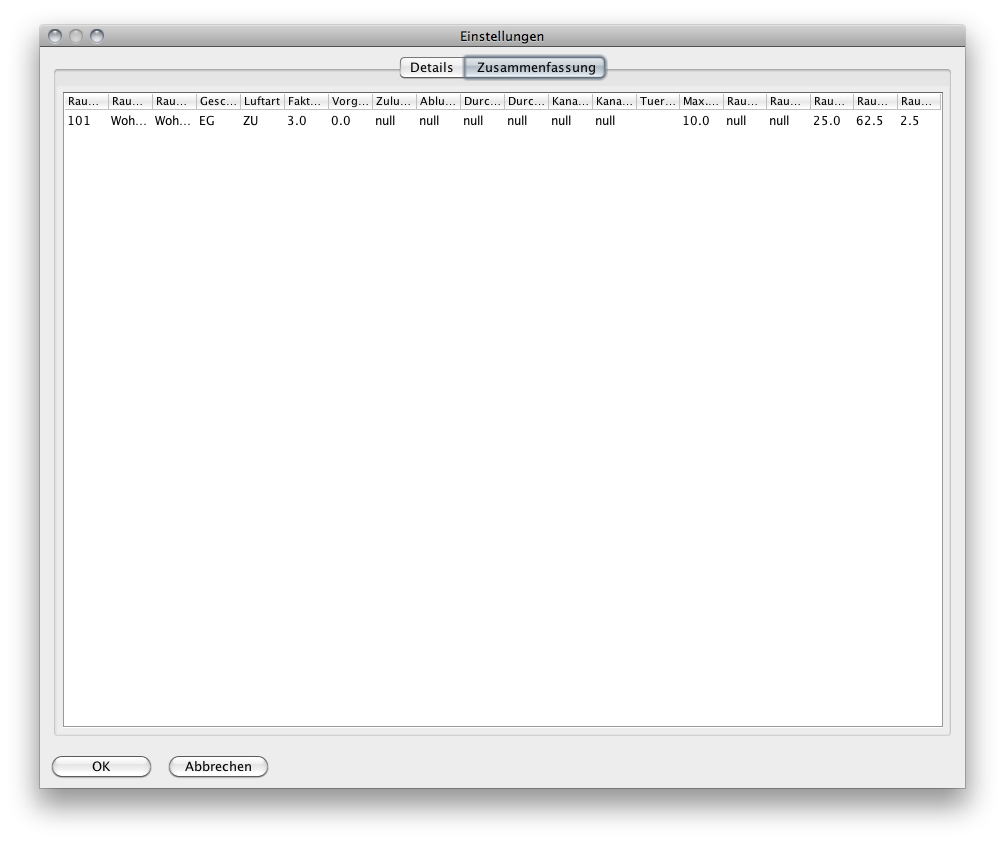 Einstellungen
Details Zusammenfassung
Rau... Rau... Rau... Gesc... Luftart Fakt... Vorg... Zulu... Ablu... Durc... Durc... Kana... Kana... Tuer... Max.... Rau... Rau... Rau... Rau... Rau...
101 Woh... Woh... EG ZU 3.0 0.0 null null null null null null 10.0 null null 25.0 62.5 2.5
OK Abbrechen